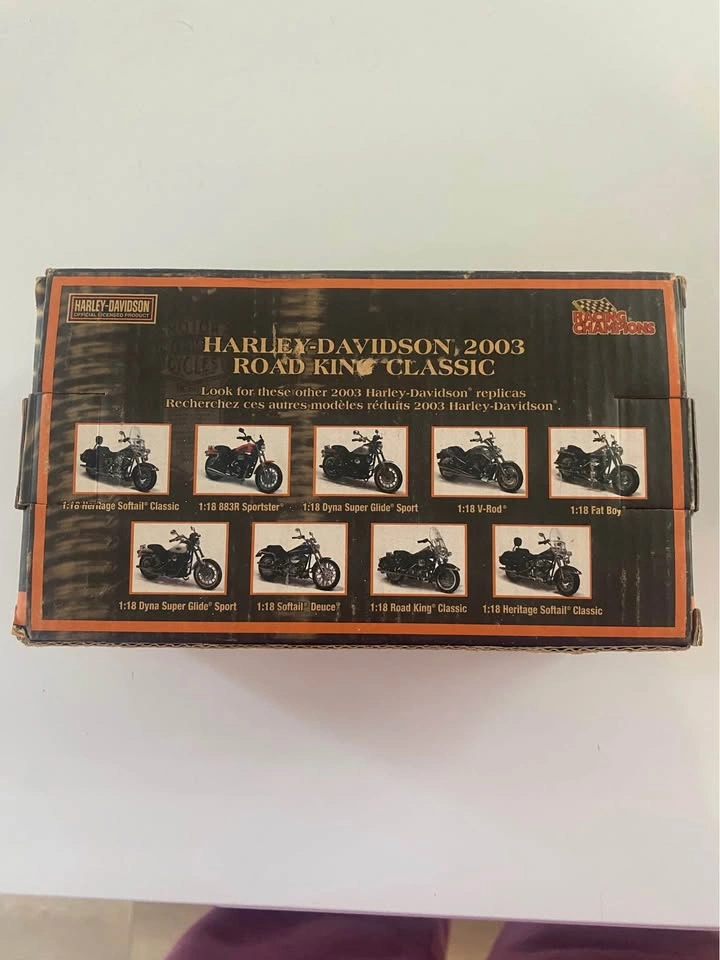 HARLEY-DAVIDSON
OFFICIAL LICENSED PRODUCT
RACING
CHAMPIONS
MOTOR
CYCLES
HARLEY-DAVIDSON 2003
ROAD KING CLASSIC
Look for these other 2003 Harley-Davidson® replicas
Recherchez ces autres modèles réduits 2003 Harley-Davidson®.
1:18 Heritage Softail® Classic
1:18 883R Sportster®
1:18 Dyna Super Glide® Sport
1:18 V-Rod®
1:18 Fat Boy®
1:18 Dyna Super Glide® Sport
1:18 Softail® Deuce®
1:18 Road King® Classic
1:18 Heritage Softail® Classic